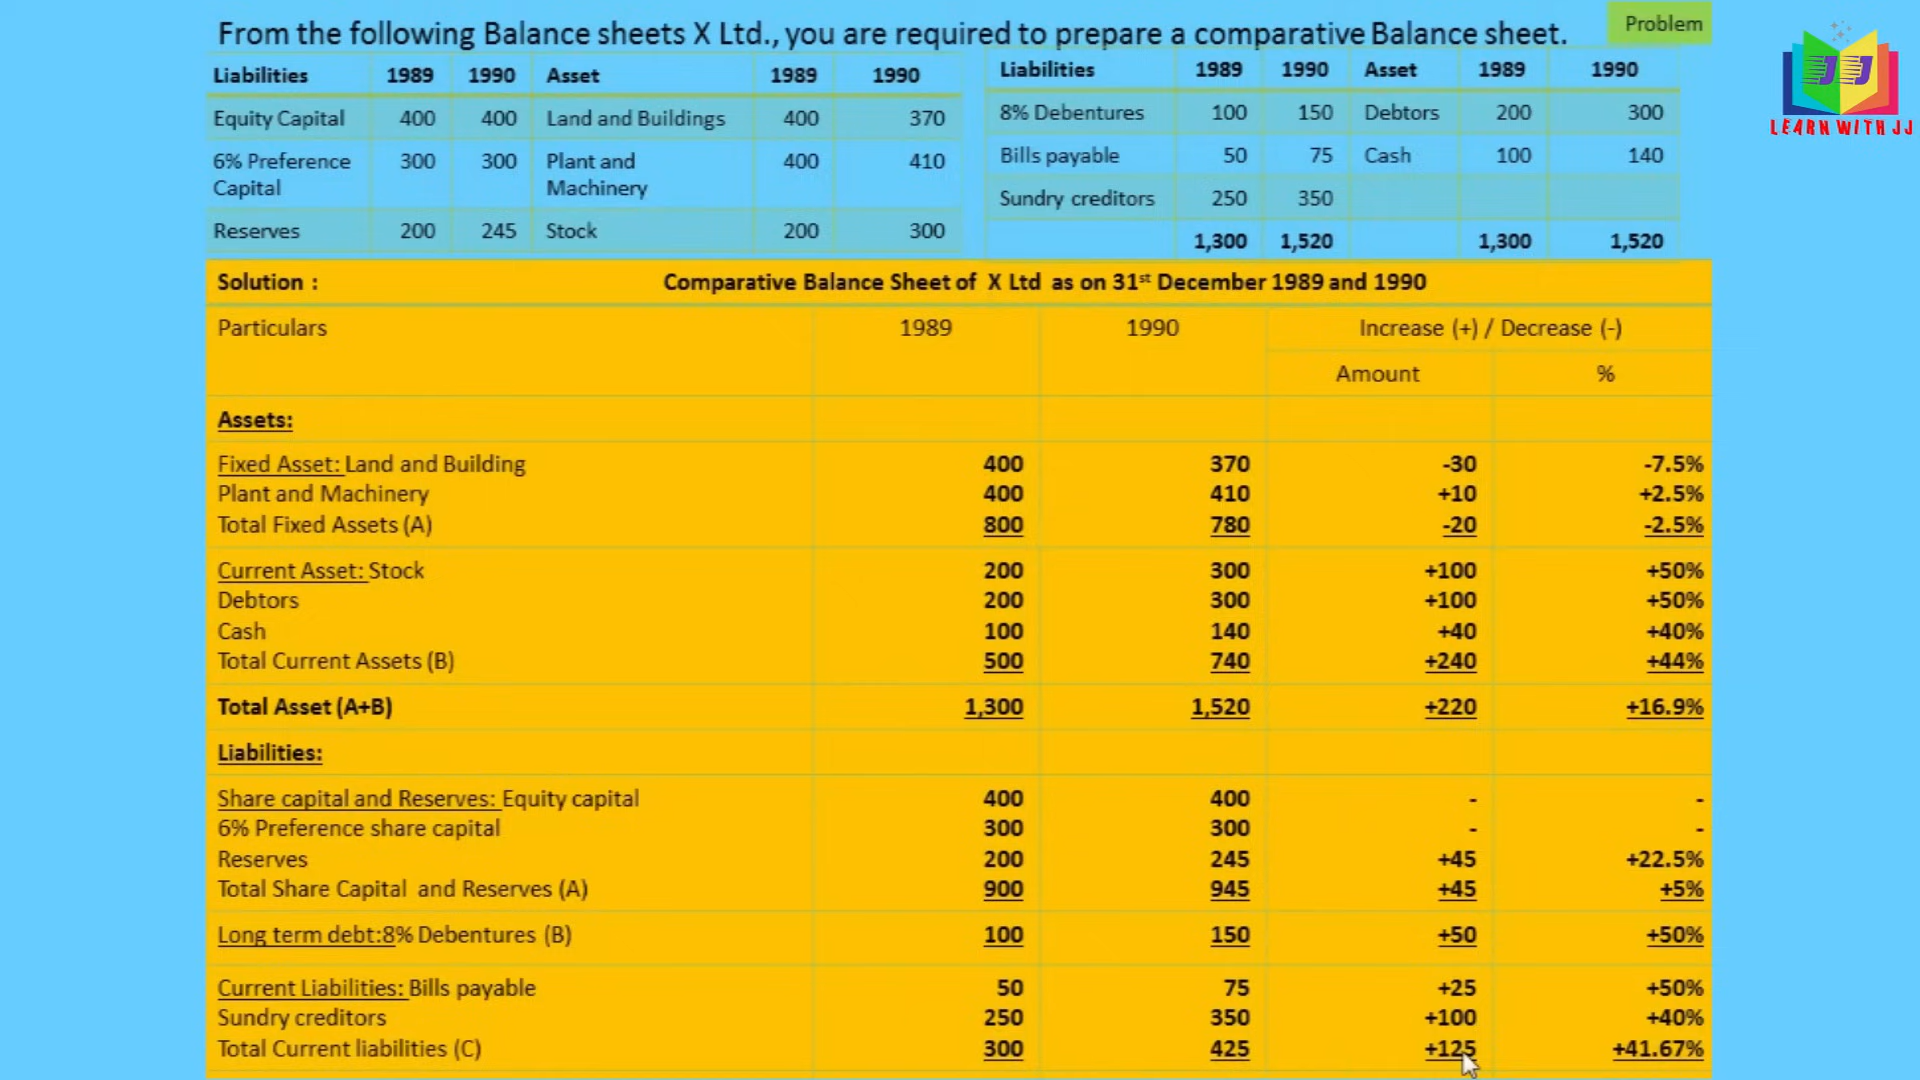 From the following Balance sheets X Ltd., you are required to prepare a comparative Balance sheet.
Problem
LEARN WITH JJ
Liabilities 1989 1990 Asset 1989 1990
Equity Capital 400 400 Land and Buildings 400 370
6% Preference Capital 300 300 Plant and Machinery 400 410
Reserves 200 245 Stock 200 300
Liabilities 1989 1990 Asset 1989 1990
8% Debentures 100 150 Debtors 200 300
Bills payable 50 75 Cash 100 140
Sundry creditors 250 350
1,300 1,520 1,300 1,520
Solution : Comparative Balance Sheet of X Ltd as on 31st December 1989 and 1990
Particulars 1989 1990 Increase (+) / Decrease (-)
Amount %
Assets:
Fixed Asset: Land and Building 400 370 -30 -7.5%
Plant and Machinery 400 410 +10 +2.5%
Total Fixed Assets (A) 800 780 -20 -2.5%
Current Asset: Stock 200 300 +100 +50%
Debtors 200 300 +100 +50%
Cash 100 140 +40 +40%
Total Current Assets (B) 500 740 +240 +44%
Total Asset (A+B) 1,300 1,520 +220 +16.9%
Liabilities:
Share capital and Reserves: Equity capital 400 400 - -
6% Preference share capital 300 300 - -
Reserves 200 245 +45 +22.5%
Total Share Capital and Reserves (A) 900 945 +45 +5%
Long term debt:8% Debentures (B) 100 150 +50 +50%
Current Liabilities: Bills payable 50 75 +25 +50%
Sundry creditors 250 350 +100 +40%
Total Current liabilities (C) 300 425 +125 +41.67%